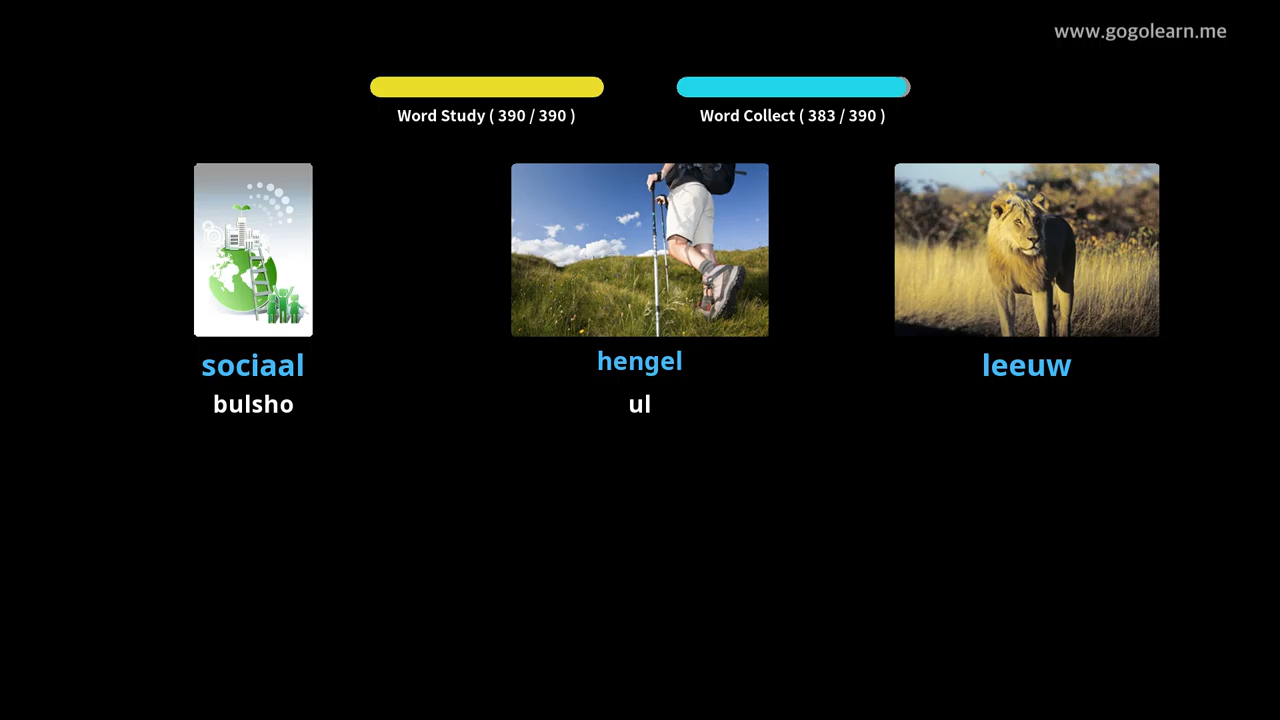 www.gogolearn.me
Word Study ( 390 / 390 )
Word Collect ( 383 / 390 )
sociaal
hengel
leeuw
bulsho
ul